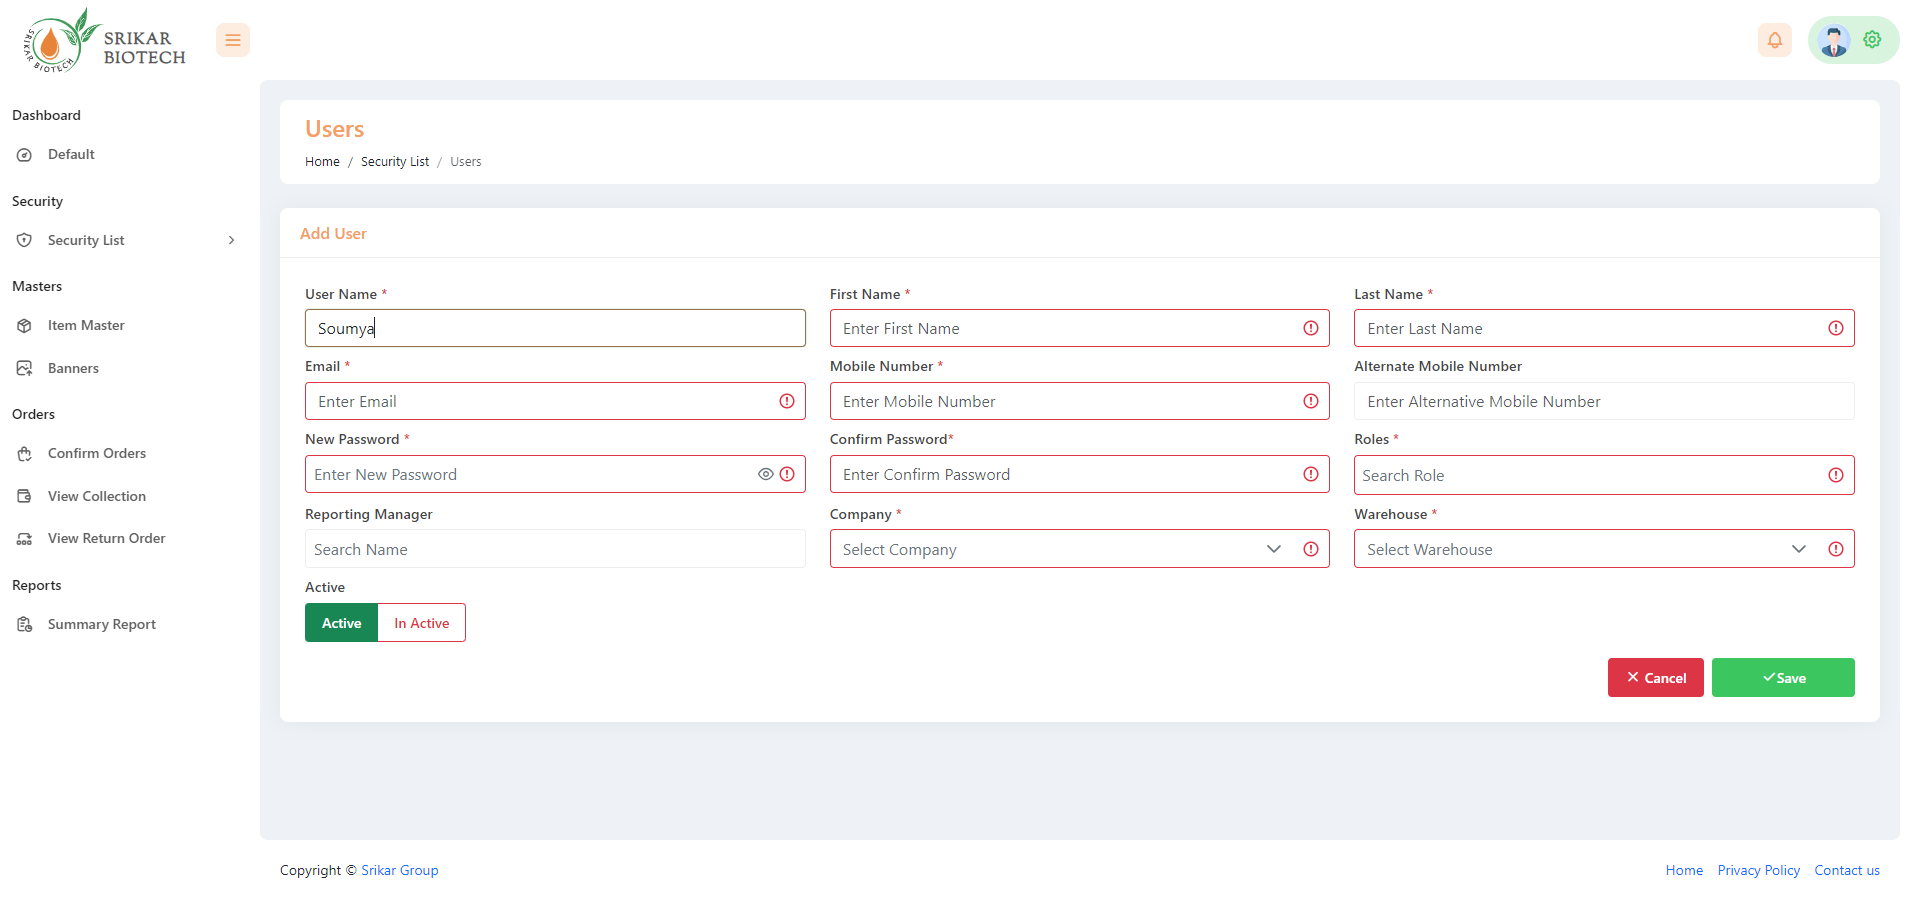 SRIKAR BIOTECH
SRIKAR
BIOTECH
Dashboard
Default
Security
Security List
Masters
Item Master
Banners
Orders
Confirm Orders
View Collection
View Return Order
Reports
Summary Report
Users
Home / Security List / Users
Add User
User Name * First Name * Last Name *
Soumya Enter First Name Enter Last Name
Email * Mobile Number * Alternate Mobile Number
Enter Email Enter Mobile Number Enter Alternative Mobile Number
New Password * Confirm Password* Roles *
Enter New Password Enter Confirm Password Search Role
Reporting Manager Company * Warehouse *
Search Name Select Company Select Warehouse
Active
Active In Active
Cancel Save
Copyright © Srikar Group Home Privacy Policy Contact us